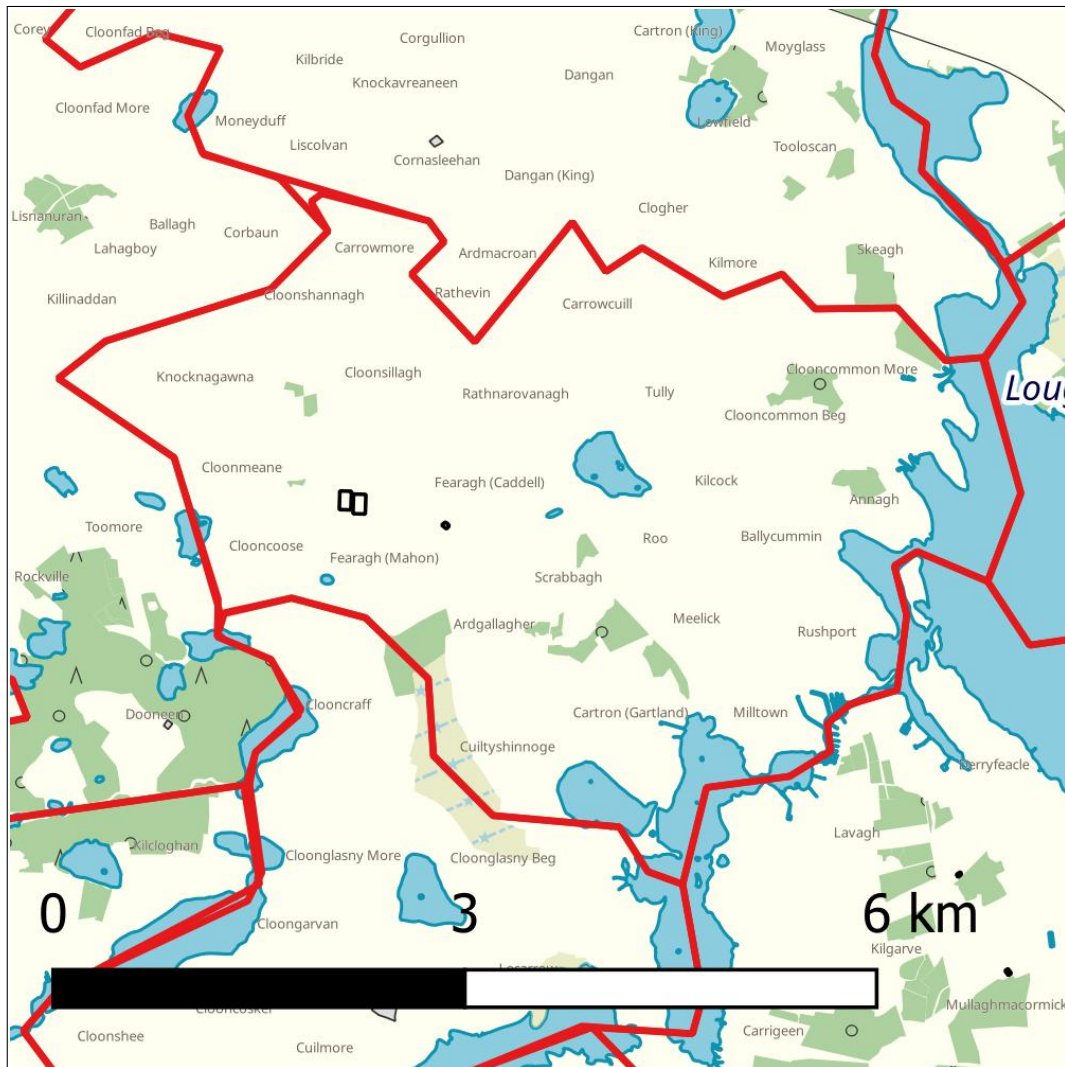 Corey
Cloonfad Beg
Corgullion
Cartron (King)
Moyglass
Kilbride
Knockavreaneen
Dangan
Cloonfad More
Moneyduff
Lowfield
Liscolvan
Cornasleehan
Tooloscan
Dangan (King)
Lisnanuran
Ballagh
Corbaun
Clogher
Lahagboy
Carrowmore
Ardmacroan
Skeagh
Kilmore
Killinaddan
Cloonshannagh
Rathevin
Carrowcuill
Knocknagawna
Cloonsillagh
Clooncommon More
Rathnarovanagh
Tully
Loug
Clooncommon Beg
Cloonmeane
Fearagh (Caddell)
Kilcock
Annagh
Toomore
Clooncoose
Roo
Ballycummin
Fearagh (Mahon)
Rockville
Scrabbagh
Ardgallagher
Meelick
Rushport
Clooncraff
Dooneen
Cartron (Gartland)
Milltown
Cuiltyshinnoge
Derryfeacle
Lavagh
Kilcloghan
Cloonglasny More
Cloonglasny Beg
0
3
6 km
Cloongarvan
Kilgarve
Mullaghmacormick
Clooncosker
Cloonshee
Cuilmore
Carrigeen